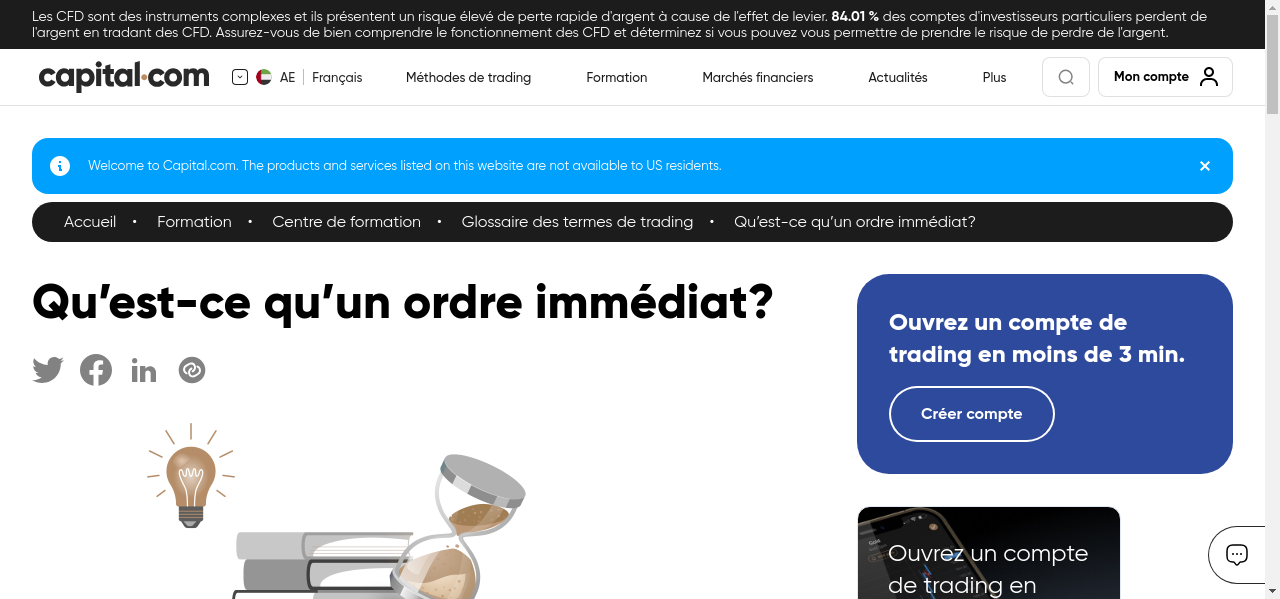 Les CFD sont des instruments complexes et ils présentent un risque élevé de perte rapide d'argent à cause de l'effet de levier. 84.01 % des comptes d'investisseurs particuliers perdent de
l'argent en tradant des CFD. Assurez-vous de bien comprendre le fonctionnement des CFD et déterminez si vous pouvez vous permettre de prendre le risque de perdre de l'argent.
capital.com
AE
Français
Méthodes de trading
Formation
Marchés financiers
Actualités
Plus
Mon compte
Welcome to Capital.com. The products and services listed on this website are not available to US residents.
Accueil • Formation • Centre de formation • Glossaire des termes de trading • Qu’est-ce qu’un ordre immédiat?
Qu’est-ce qu’un ordre immédiat?
Ouvrez un compte de
trading en moins de 3 min.
Créer compte
Ouvrez un compte
de trading en